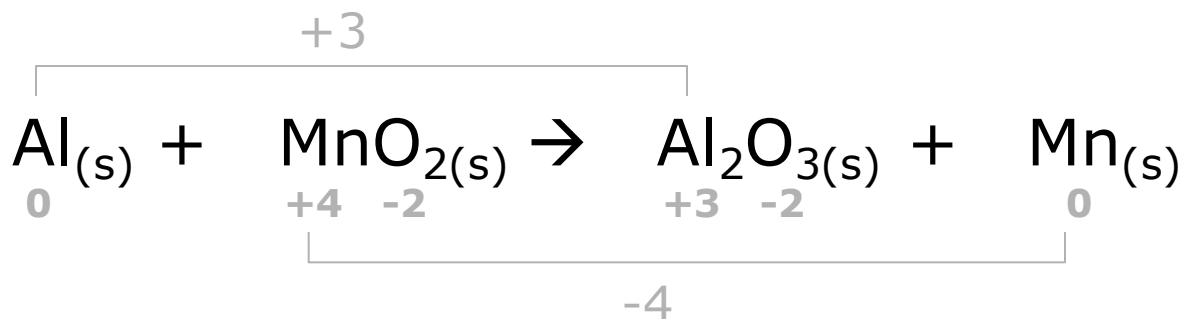 +3
Al(s) + MnO2(s) → Al2O3(s) + Mn(s)
0 +4 -2 +3 -2 0
-4